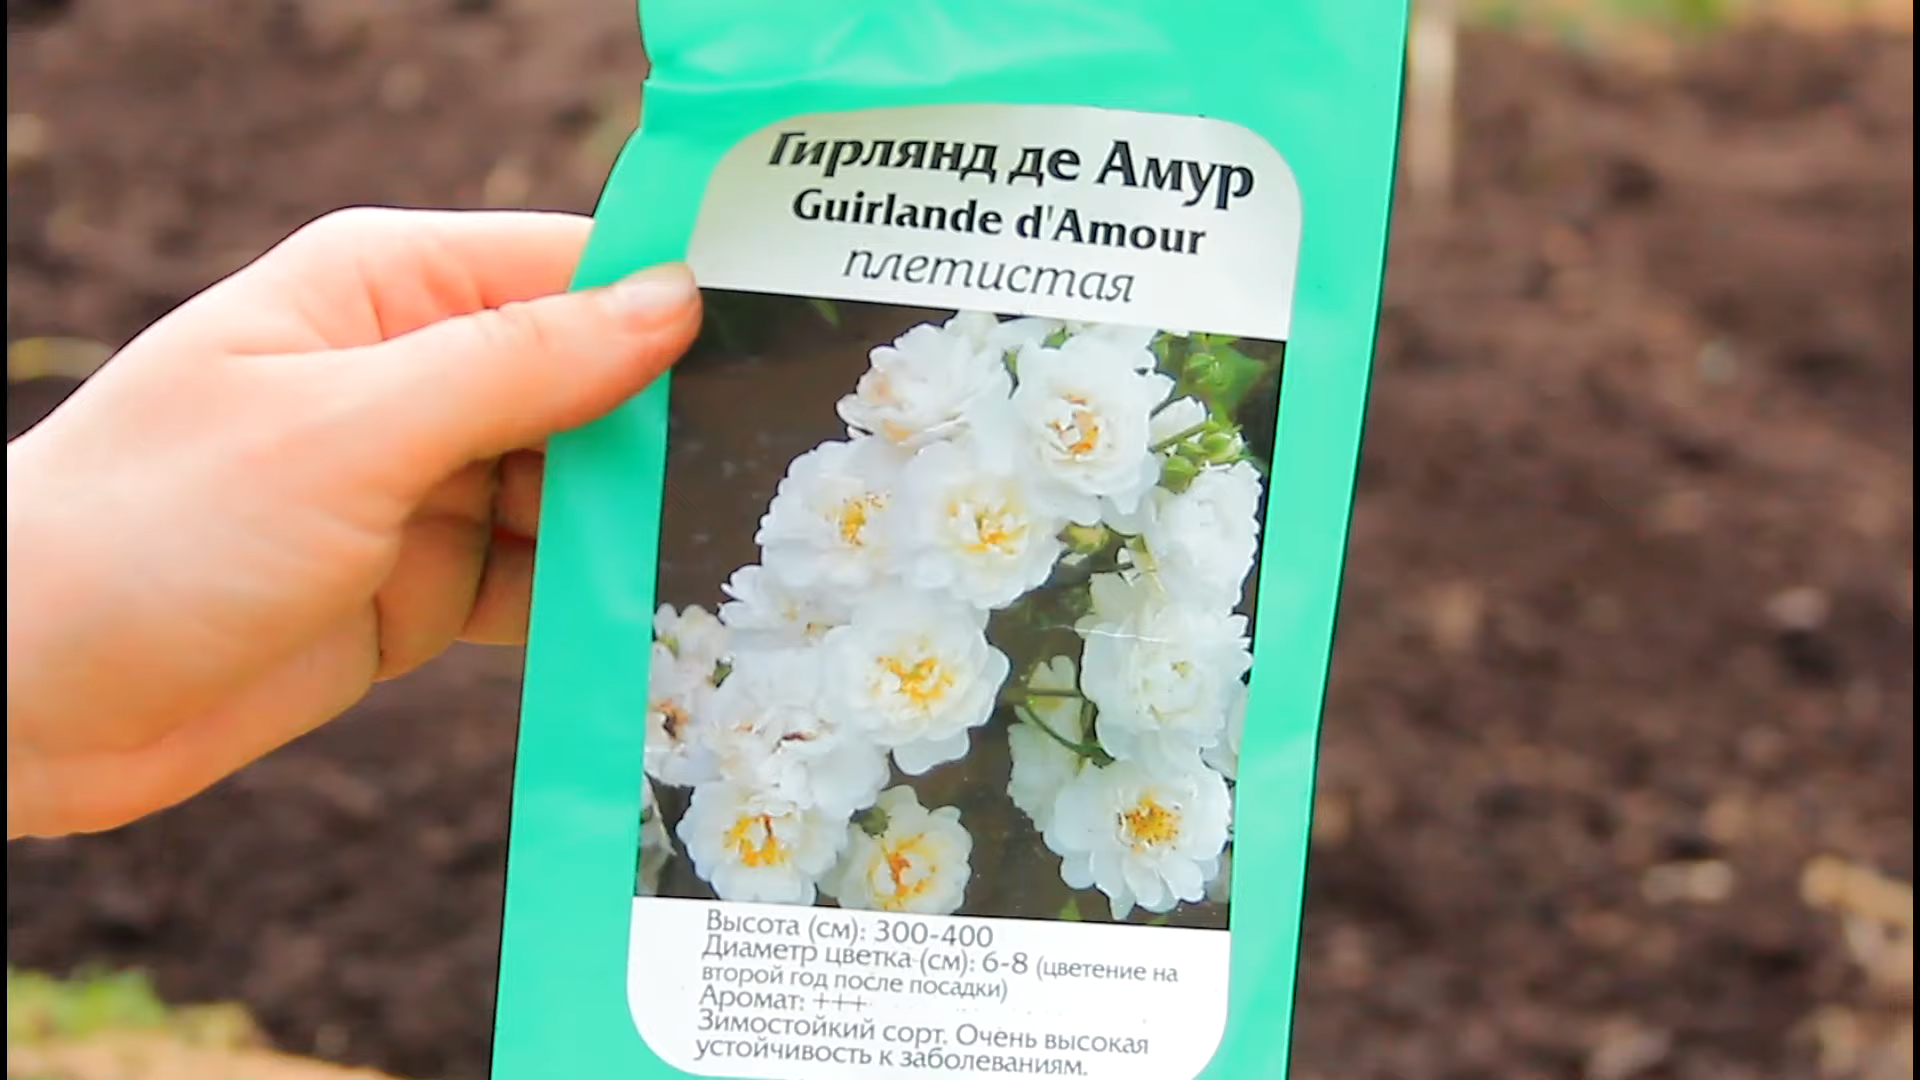 Гирлянд де Амур
Guirlande d'Amour
плетистая
Высота (см): 300-400
Диаметр цветка (см): 6-8 (цветение на
второй год после посадки)
Аромат: +++
Зимостойкий сорт. Очень высокая
устойчивость к заболеваниям.